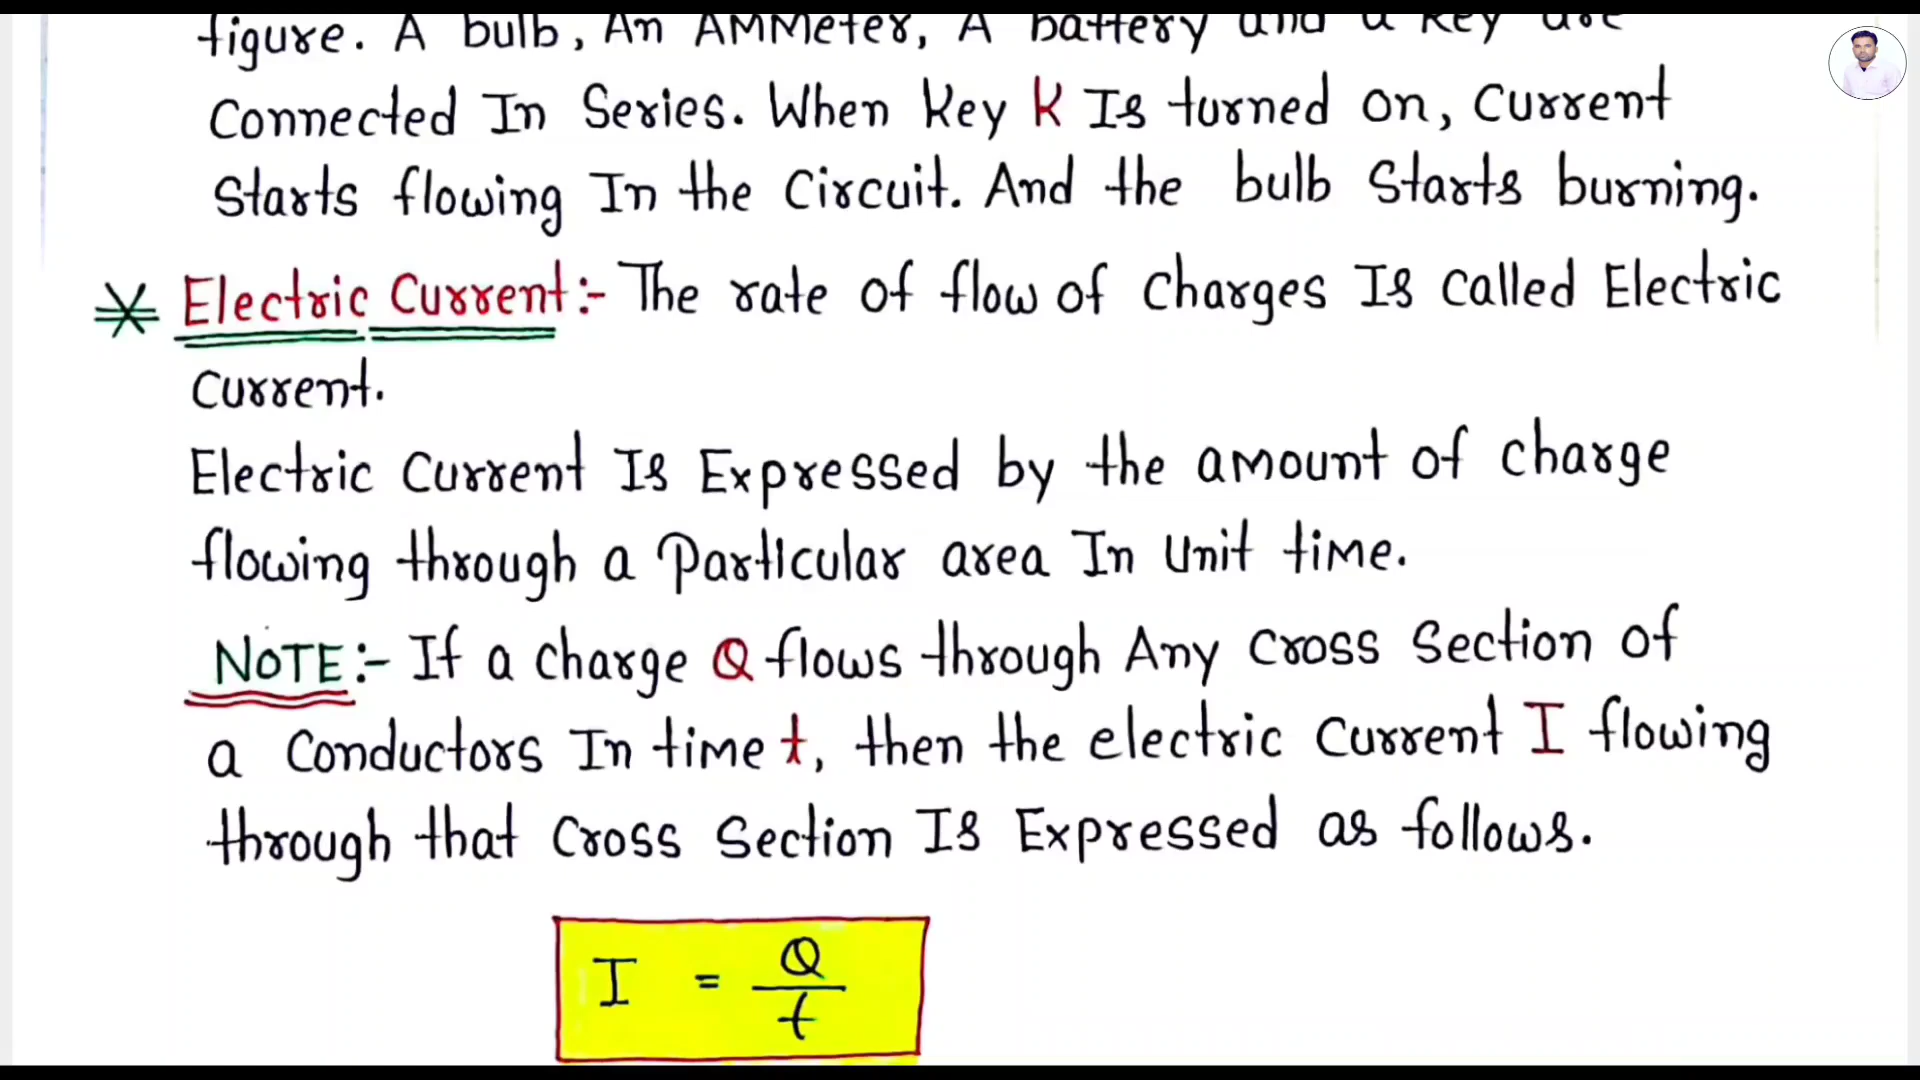 figure. A bulb, An AMMeter, A battery and a key are
Connected In Series. When key K Is turned on, Current
Starts flowing In the Circuit. And the bulb Starts burning.
* Electric Current:- The rate of flow of Charges Is Called Electric
Current.
Electric Current Is Expressed by the amount of charge
flowing through a Particular area In Unit time.
NOTE:- If a Charge Q flows through Any Cross Section of
a Conductors In time t, then the electric Current I flowing
through that Cross Section Is Expressed as follows.
I = Q/t